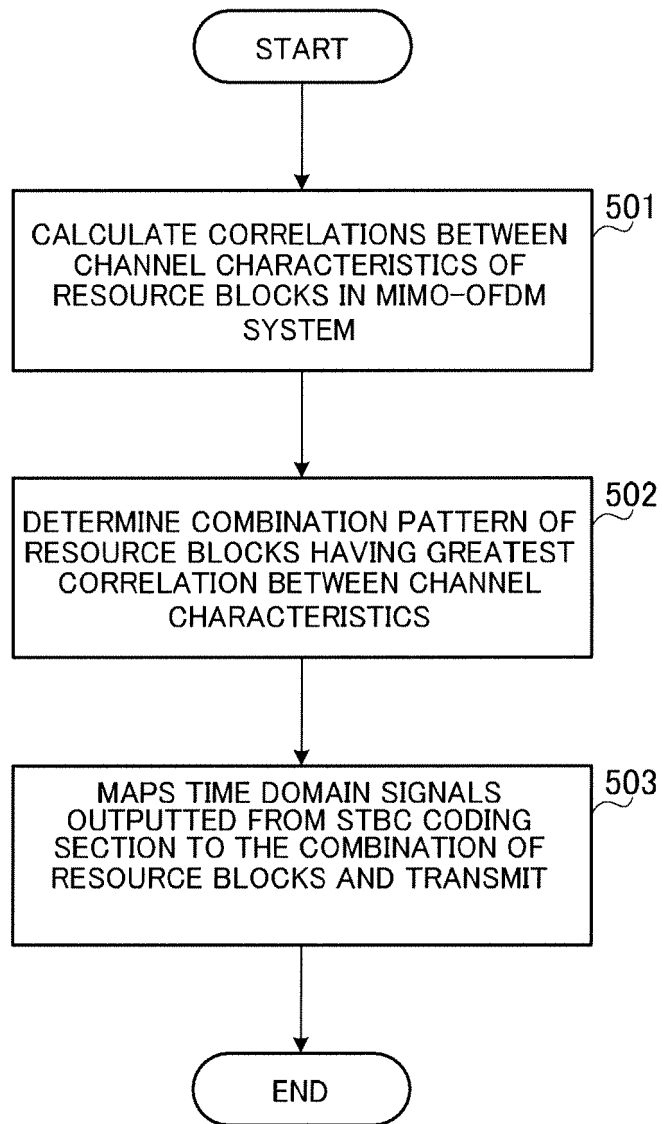 START
501
CALCULATE CORRELATIONS BETWEEN
CHANNEL CHARACTERISTICS OF
RESOURCE BLOCKS IN MIMO-OFDM
SYSTEM
502
DETERMINE COMBINATION PATTERN OF
RESOURCE BLOCKS HAVING GREATEST
CORRELATION BETWEEN CHANNEL
CHARACTERISTICS
503
MAPS TIME DOMAIN SIGNALS
OUTPUTTED FROM STBC CODING
SECTION TO THE COMBINATION OF
RESOURCE BLOCKS AND TRANSMIT
END